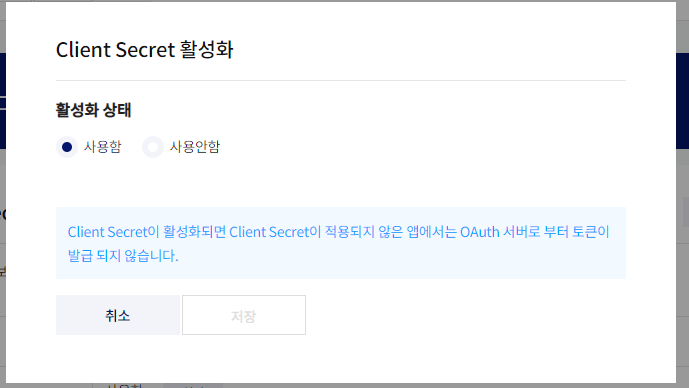 Client Secret 활성화
활성화 상태
사용함 사용안함
Client Secret이 활성화되면 Client Secret이 적용되지 않은 앱에서는 OAuth 서버로 부터 토큰이
발급 되지 않습니다.
취소 저장